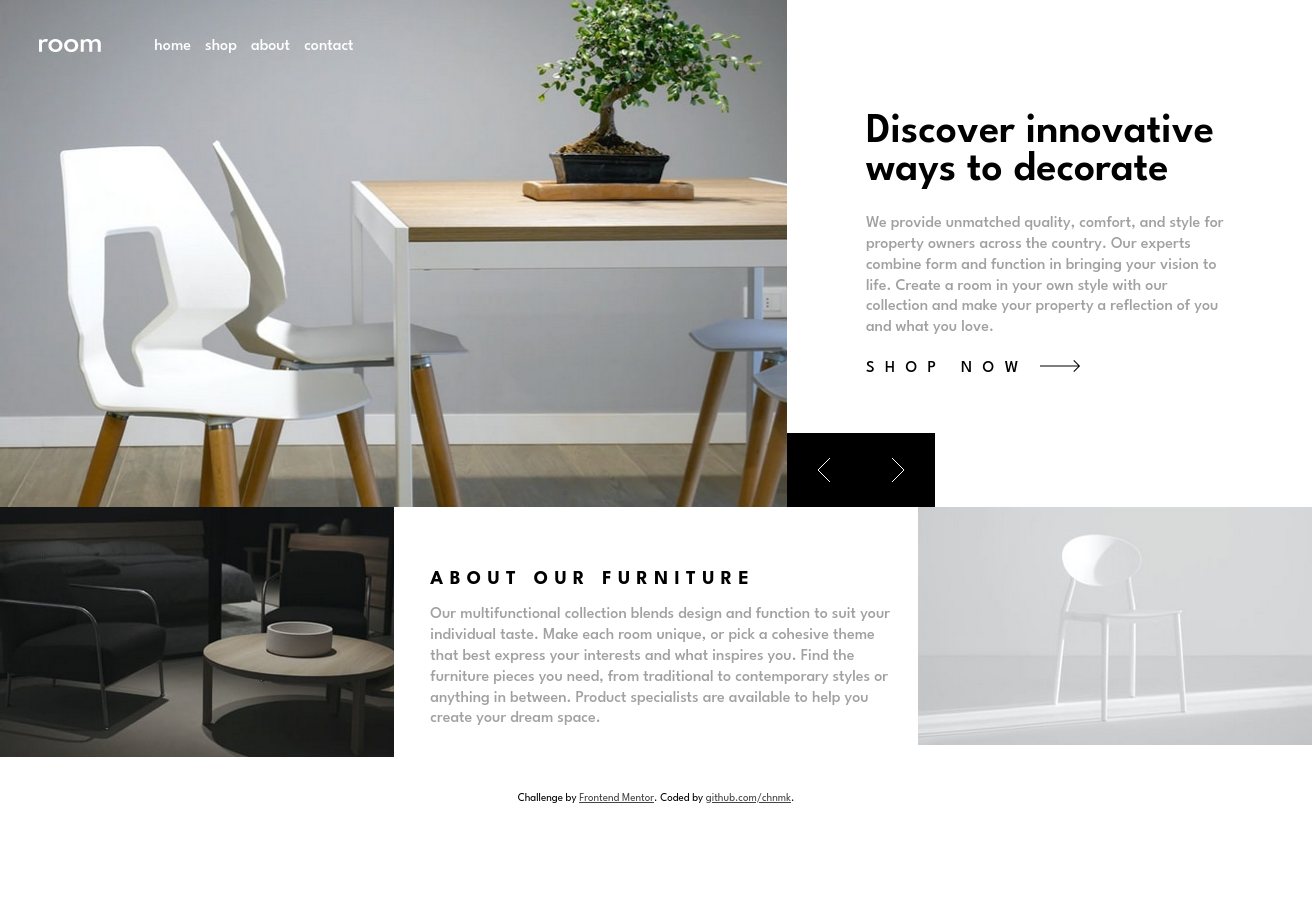 room
home shop about contact
Discover innovative
ways to decorate
We provide unmatched quality, comfort, and style for
property owners across the country. Our experts
combine form and function in bringing your vision to
life. Create a room in your own style with our
collection and make your property a reflection of you
and what you love.
SHOP NOW
ABOUT OUR FURNITURE
Our multifunctional collection blends design and function to suit your
individual taste. Make each room unique, or pick a cohesive theme
that best express your interests and what inspires you. Find the
furniture pieces you need, from traditional to contemporary styles or
anything in between. Product specialists are available to help you
create your dream space.
Challenge by Frontend Mentor. Coded by github.com/chnmk.